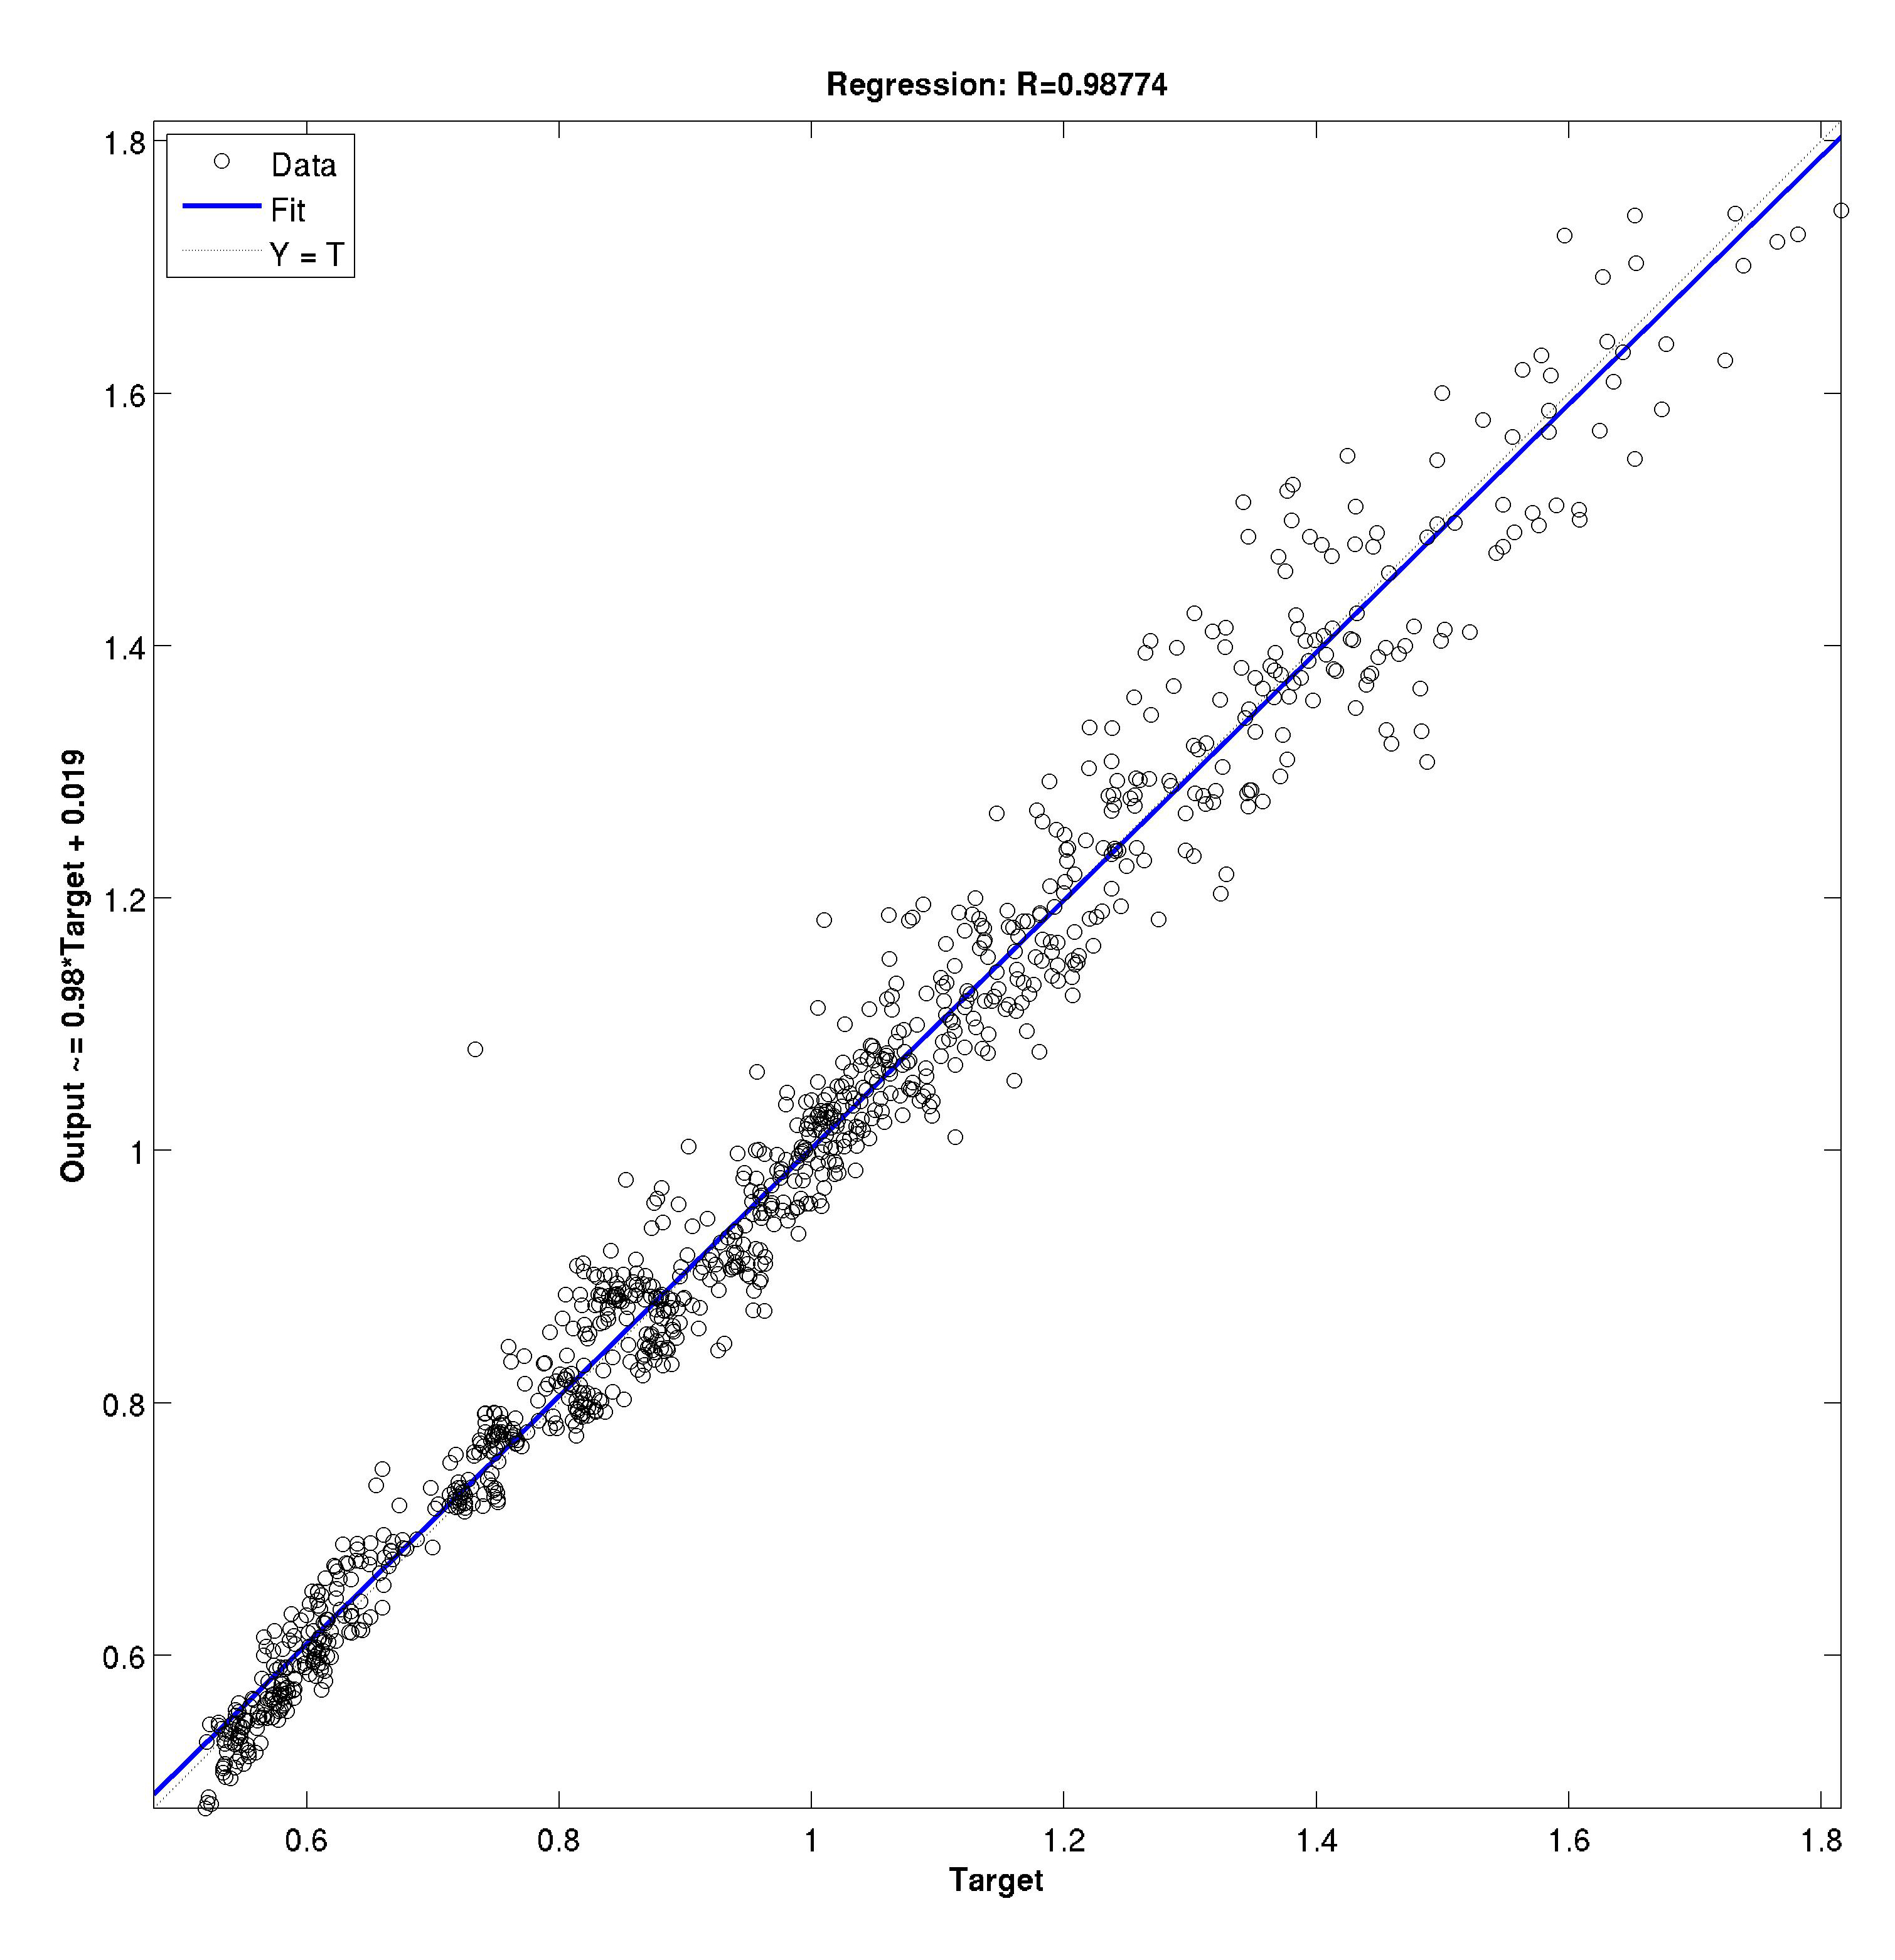 Regression: R=0.98774
Data
Fit
Y = T
Output ~= 0.98*Target + 0.019
1.8
1.6
1.4
1.2
1
0.8
0.6
0.6 0.8 1 1.2 1.4 1.6 1.8
Target